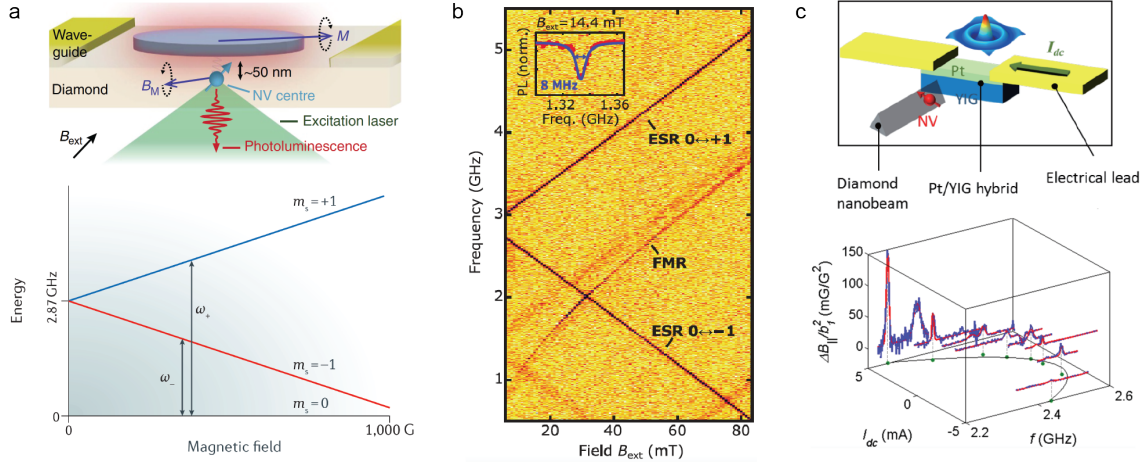 a
Wave-
guide
M
Diamond
B_M
~50 nm
NV centre
Excitation laser
B_ext
Photoluminescence
Energy
2.87 GHz
m_s = +1
ω_+
ω_−
m_s = −1
m_s = 0
0
0
1,000 G
Magnetic field
b
B_ext = 14.4 mT
PL (norm.)
8 MHz
1.32
1.36
Freq. (GHz)
ESR 0↔+1
FMR
ESR 0↔−1
Frequency (GHz)
5
4
3
2
1
20
40
60
80
Field B_ext (mT)
c
I_dc
Pt
YIG
NV
Diamond
nanobeam
Pt/YIG hybrid
Electrical lead
ΔB_||/b_1^2 (mG/G^2)
150
100
50
0
5
0
-5
I_dc (mA)
2.2
2.4
2.6
f (GHz)